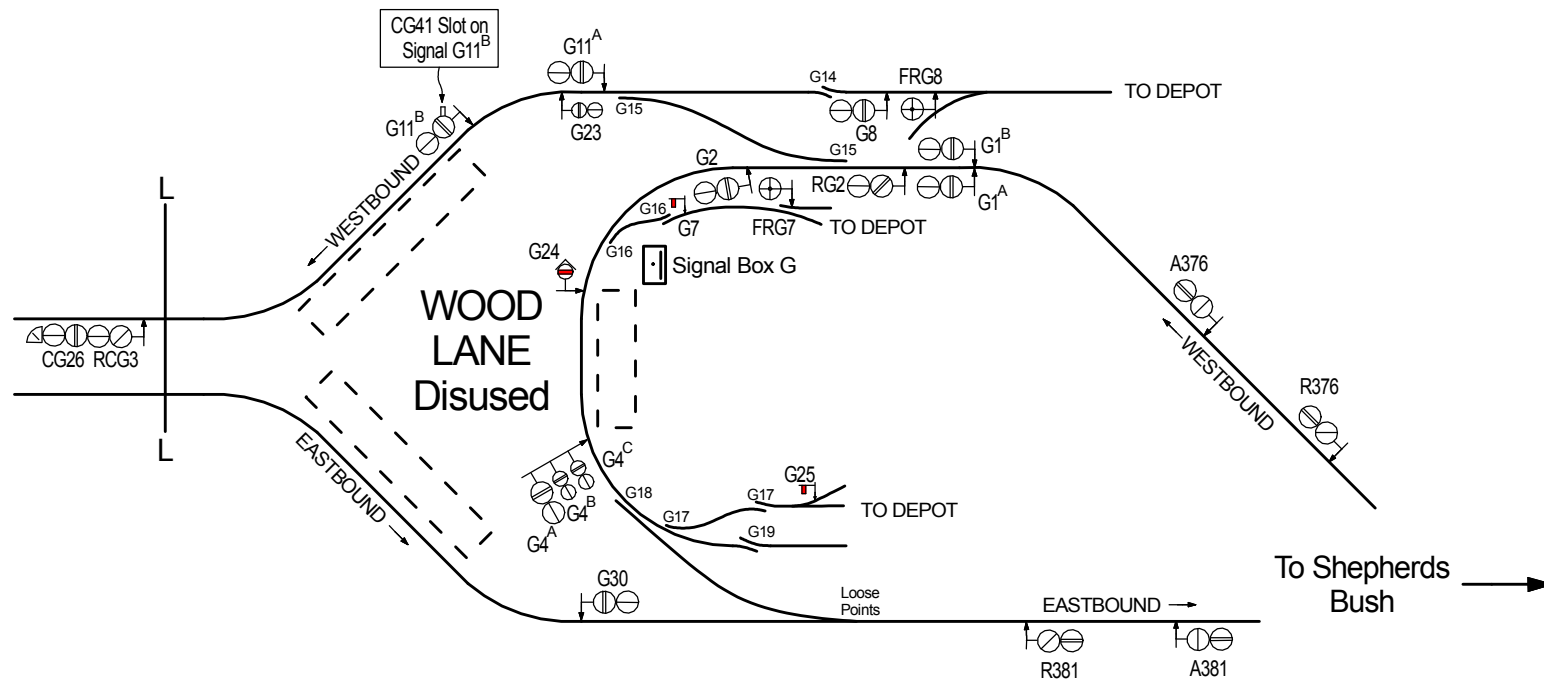 CG41 Slot on
Signal G11B
G11A
G14
FRG8
TO DEPOT
G11B
G23
G15
G8
G15
G1B
WESTBOUND
G2
RG2
G1A
L
G16
G7
FRG7
TO DEPOT
G16
G24
Signal Box G
A376
WOOD
LANE
Disused
WESTBOUND
CG26 RCG3
R376
L
EASTBOUND
G4C
G4B
G4A
G18
G25
G17
TO DEPOT
G17
G19
G30
Loose
Points
EASTBOUND
To Shepherds
Bush
R381
A381